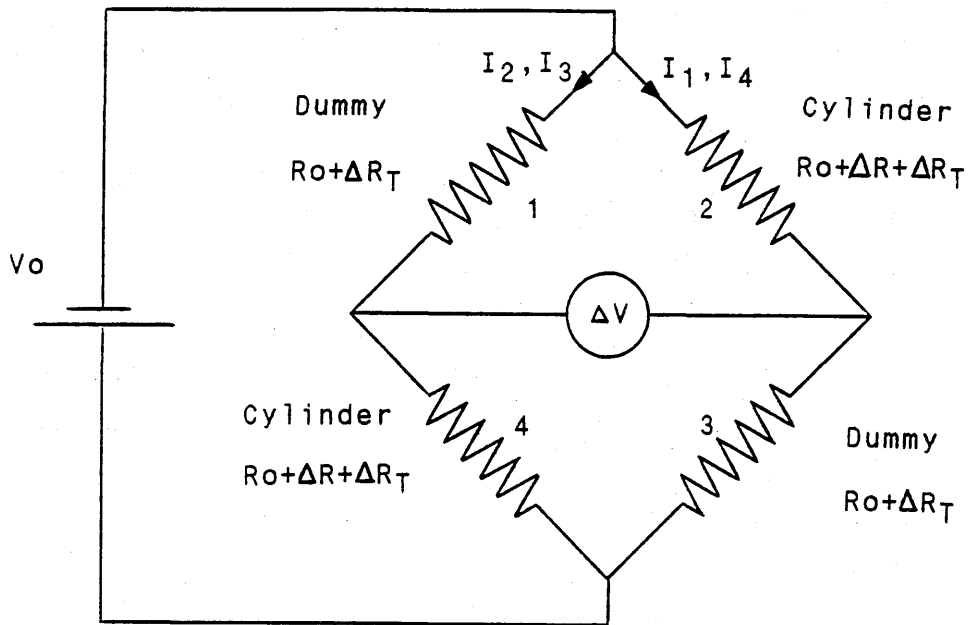 I2,I3
I1,I4
Dummy
Ro+ΔRT
1
Cylinder
Ro+ΔR+ΔRT
2
Vo
ΔV
Cylinder
Ro+ΔR+ΔRT
4
3
Dummy
Ro+ΔRT